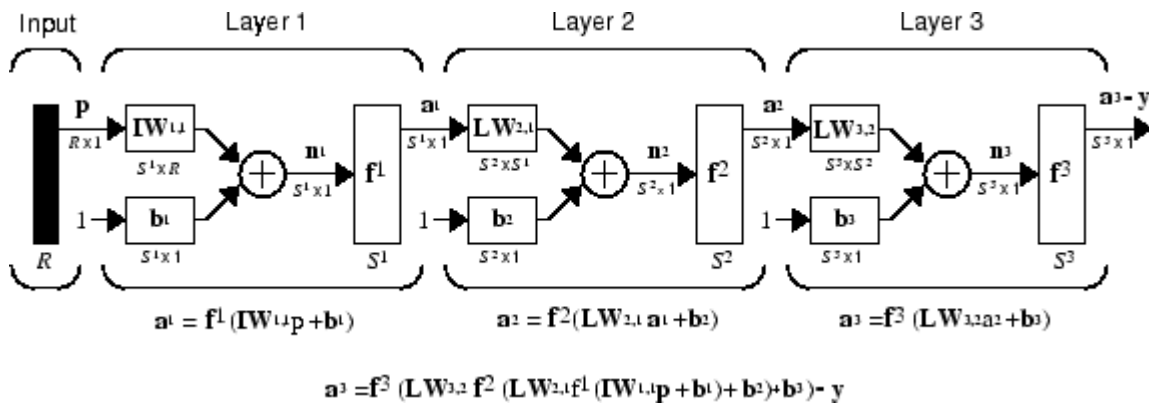 Input Layer 1 Layer 2 Layer 3
p a¹ a² a³ - y
IW¹,¹ LW²,¹ LW³,²
R x 1 S¹ x 1 S² x 1 S³ x 1
n¹ n² n³
S¹ x R S² x S¹ S³ x S²
f¹ f² f³
S¹ x 1 S² x 1 S³ x 1
1 b¹ 1 b² 1 b³
S¹ x 1 S² x 1 S³ x 1
R S¹ S² S³
a¹ = f¹ (IW¹,¹p + b¹) a² = f² (LW²,¹ a¹ + b²) a³ = f³ (LW³,² a² + b³)
a³ = f³ (LW³,² f² (LW²,¹ f¹ (IW¹,¹p + b¹) + b²) + b³) - y